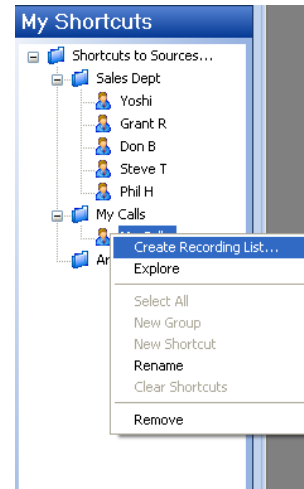 My Shortcuts
Shortcuts to Sources...
Sales Dept
Yoshi
Grant R
Don B
Steve T
Phil H
My Calls
Create Recording List...
Ar
Explore
Select All
New Group
New Shortcut
Rename
Clear Shortcuts
Remove